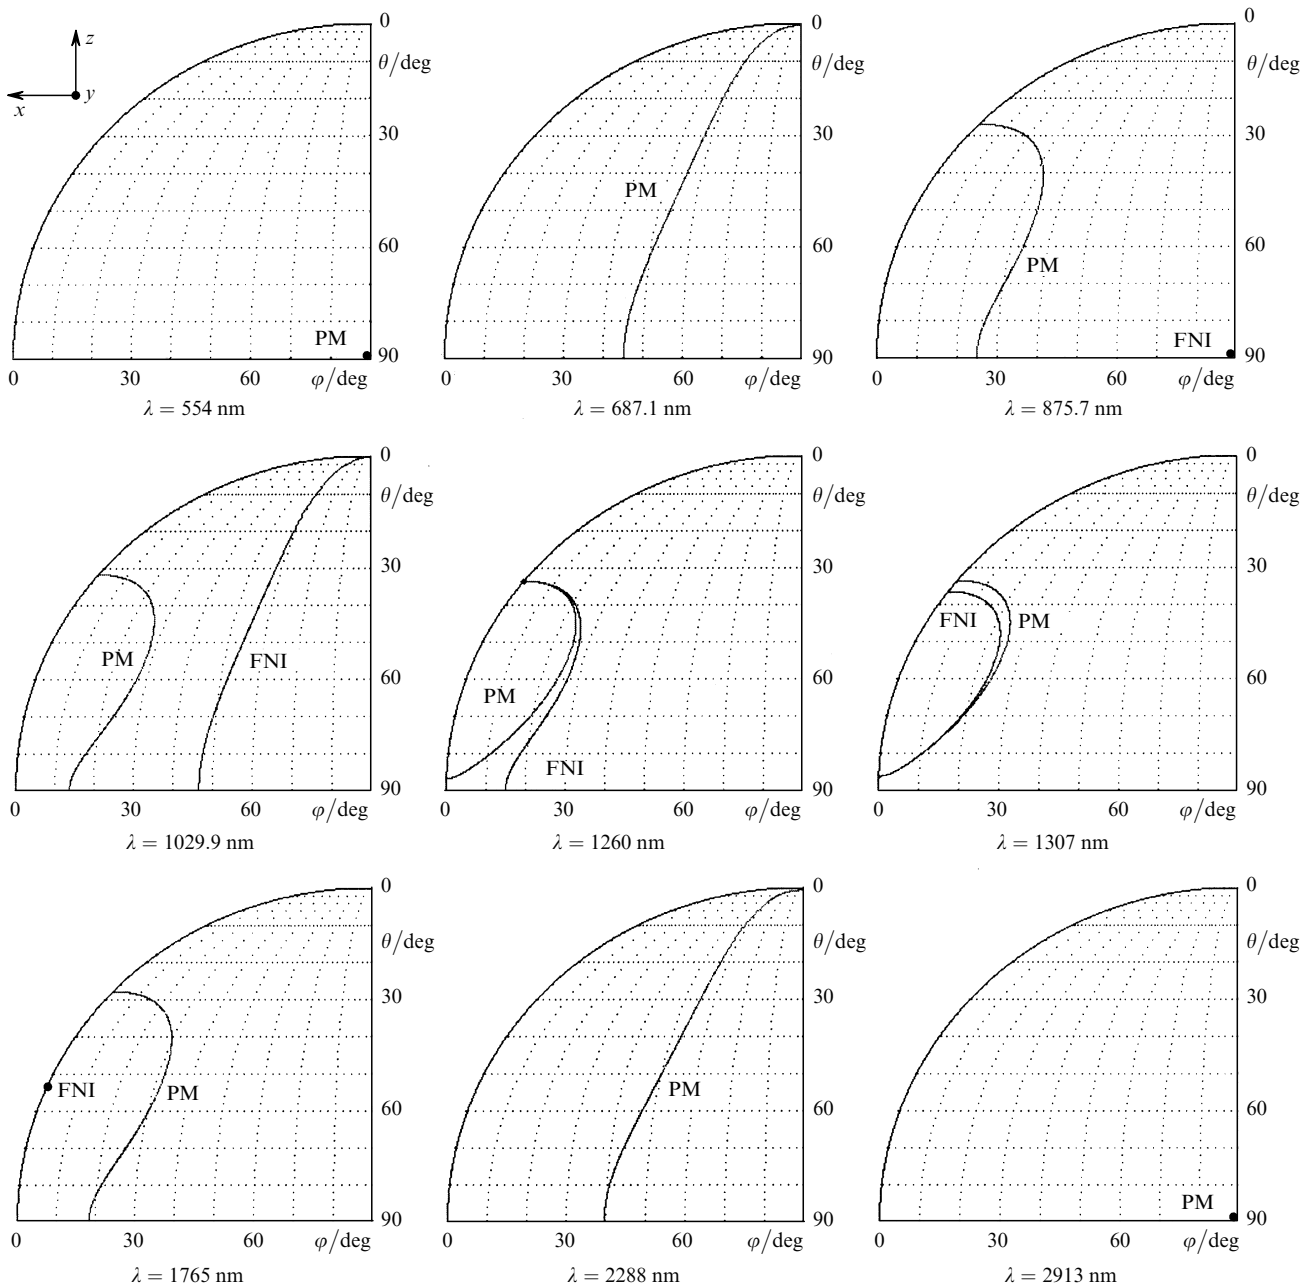 z
y
x
0
θ/deg
30
60
PM
90
0 30 60 φ/deg
λ = 554 nm
0
θ/deg
30
PM
60
90
0 30 60 φ/deg
λ = 687.1 nm
0
θ/deg
30
60
PM
FNI
90
0 30 60 φ/deg
λ = 875.7 nm
0
θ/deg
30
PM FNI
60
90
0 30 60 φ/deg
λ = 1029.9 nm
0
θ/deg
30
60
PM
FNI
90
0 30 60 φ/deg
λ = 1260 nm
0
θ/deg
30
FNI PM
60
90
0 30 60 φ/deg
λ = 1307 nm
0
θ/deg
30
FNI PM
60
90
0 30 60 φ/deg
λ = 1765 nm
0
θ/deg
30
PM
60
90
0 30 60 φ/deg
λ = 2288 nm
0
θ/deg
30
60
PM
90
0 30 60 φ/deg
λ = 2913 nm